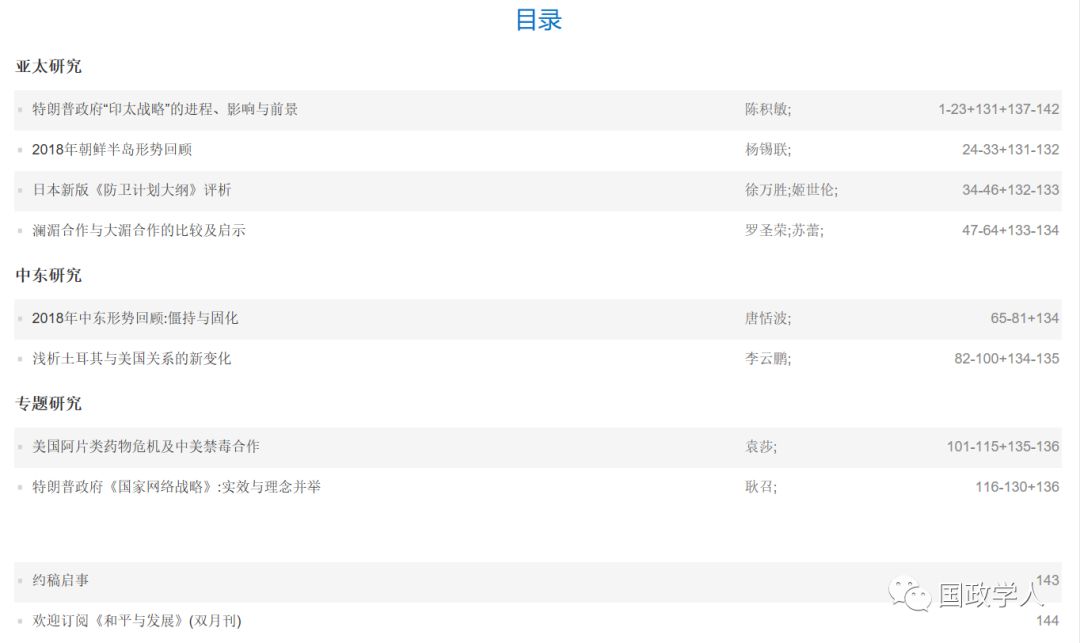 目录
亚太研究
特朗普政府“印太战略”的进程、影响与前景 陈积敏; 1-23+131+137-142
2018年朝鲜半岛形势回顾 杨锡联; 24-33+131-132
日本新版《防卫计划大纲》评析 徐万胜;姬世伦; 34-46+132-133
澜湄合作与大湄合作的比较及启示 罗圣荣;苏蕾; 47-64+133-134
中东研究
2018年中东形势回顾:僵持与固化 唐恬波; 65-81+134
浅析土耳其与美国关系的新变化 李云鹏; 82-100+134-135
专题研究
美国阿片类药物危机及中美禁毒合作 袁莎; 101-115+135-136
特朗普政府《国家网络战略》:实效与理念并举 耿召; 116-130+136
约稿启事 143
国政学人
欢迎订阅《和平与发展》(双月刊) 144